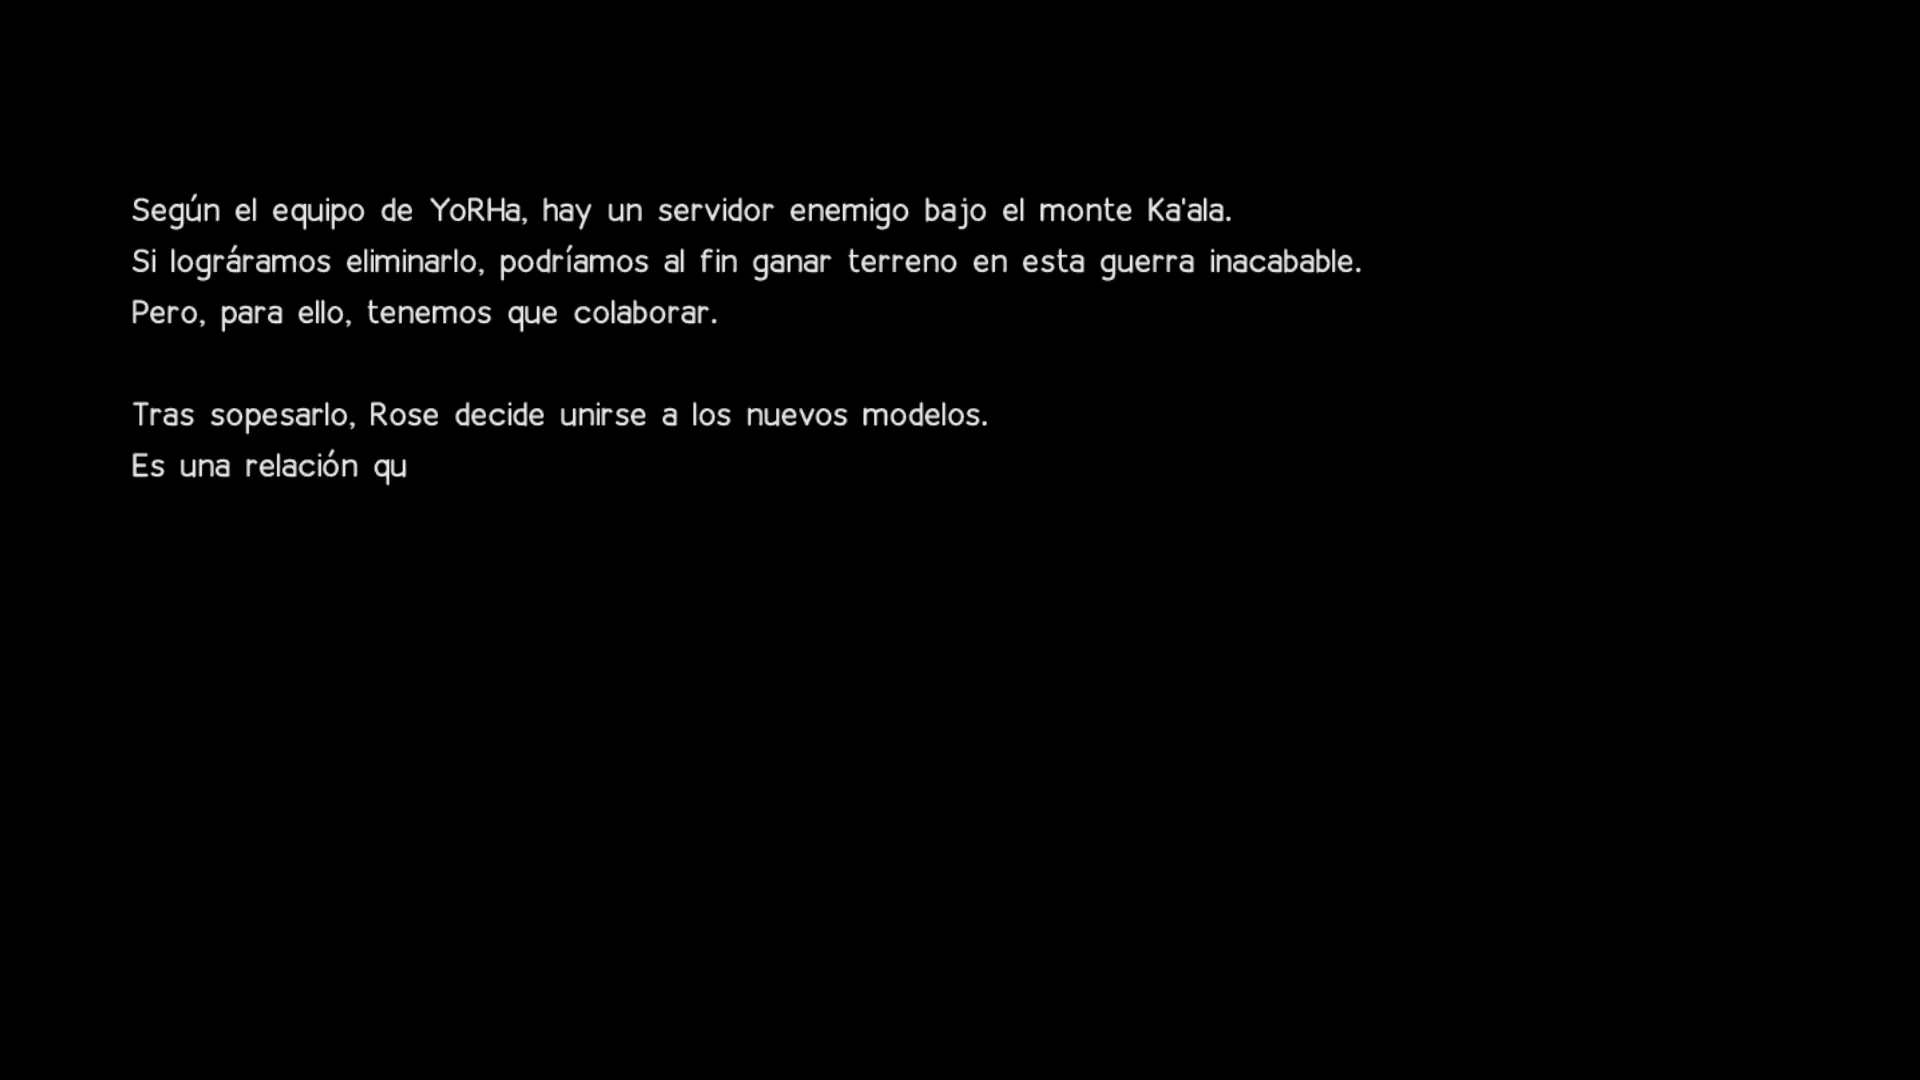 Según el equipo de YoRHa, hay un servidor enemigo bajo el monte Ka'ala.
Si lográramos eliminarlo, podríamos al fin ganar terreno en esta guerra inacabable.
Pero, para ello, tenemos que colaborar.
Tras sopesarlo, Rose decide unirse a los nuevos modelos.
Es una relación qu